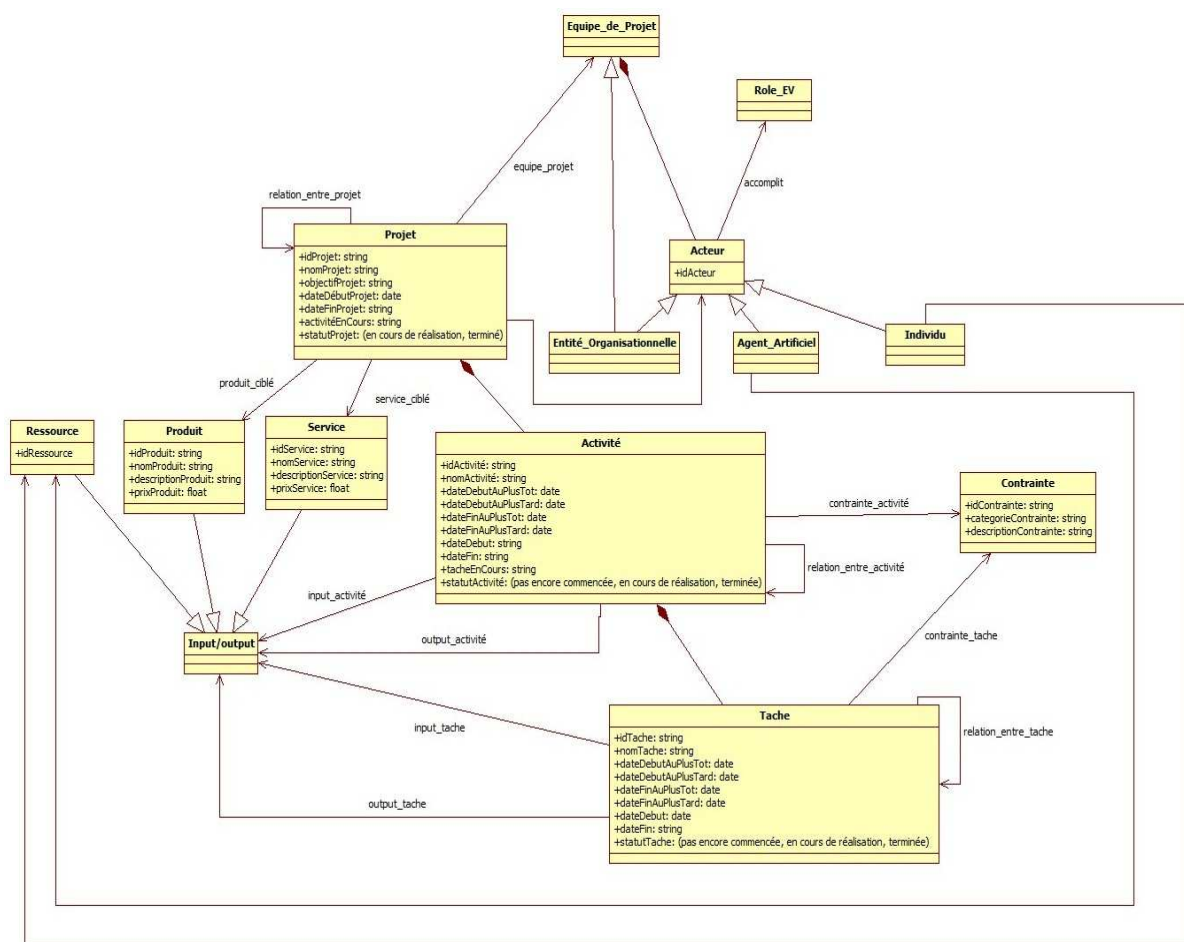 Equipe_de_Projet
Role_EV
equipe_projet
accomplit
relation_entre_projet
Projet
+idProjet: string
+nomProjet: string
+objectifProjet: string
+dateDébutProjet: date
+dateFinProjet: string
+activitéEnCours: string
+statutProjet: (en cours de réalisation, terminé)
Acteur
+idActeur
Entité_Organisationnelle
Agent_Artificiel
Individu
produit_ciblé
service_ciblé
Ressource
+idRessource
Produit
+idProduit: string
+nomProduit: string
+descriptionProduit: string
+prixProduit: float
Service
+idService: string
+nomService: string
+descriptionService: string
+prixService: float
Activité
+idActivité: string
+nomActivité: string
+dateDebutAuPlusTot: date
+dateDebutAuPlusTard: date
+dateFinAuPlusTot: date
+dateFinAuPlusTard: date
+dateDebut: string
+dateFin: string
+tacheEnCours: string
+statutActivité: (pas encore commencée, en cours de réalisation, terminée)
contrainte_activité
Contrainte
+idContrainte: string
+categorieContrainte: string
+descriptionContrainte: string
relation_entre_activité
input_activité
output_activité
Input/output
contrainte_tache
input_tache
output_tache
Tache
+idTache: string
+nomTache: string
+dateDebutAuPlusTot: date
+dateDebutAuPlusTard: date
+dateFinAuPlusTot: date
+dateFinAuPlusTard: date
+dateDebut: date
+dateFin: string
+statutTache: (pas encore commencée, en cours de réalisation, terminée)
relation_entre_tache